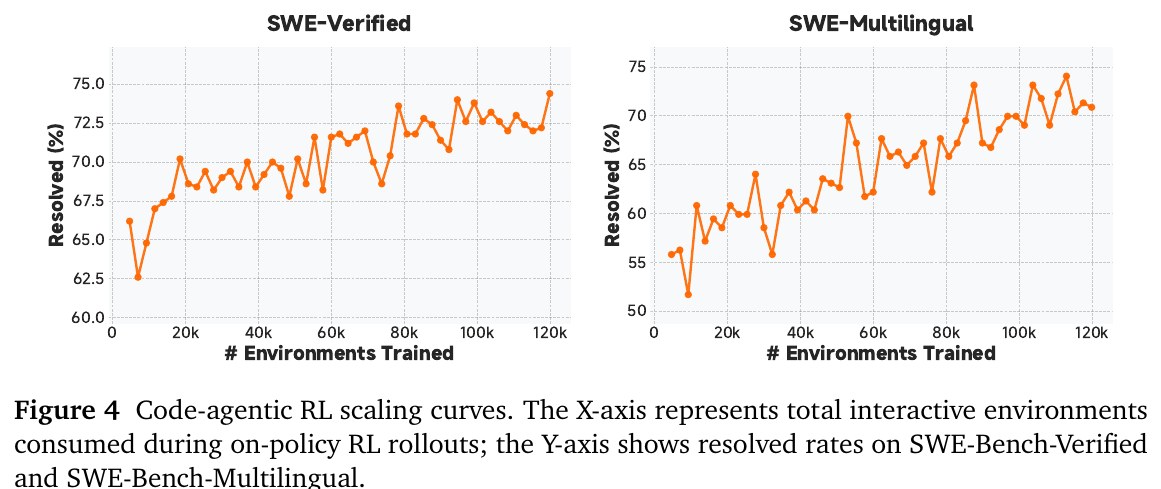 SWE-Verified
75.0
72.5
70.0
67.5
65.0
62.5
60.0
Resolved (%)
0 20k 40k 60k 80k 100k 120k
# Environments Trained
SWE-Multilingual
75
70
65
60
55
50
Resolved (%)
0 20k 40k 60k 80k 100k 120k
# Environments Trained
Figure 4 Code-agentic RL scaling curves. The X-axis represents total interactive environments
consumed during on-policy RL rollouts; the Y-axis shows resolved rates on SWE-Bench-Verified
and SWE-Bench-Multilingual.